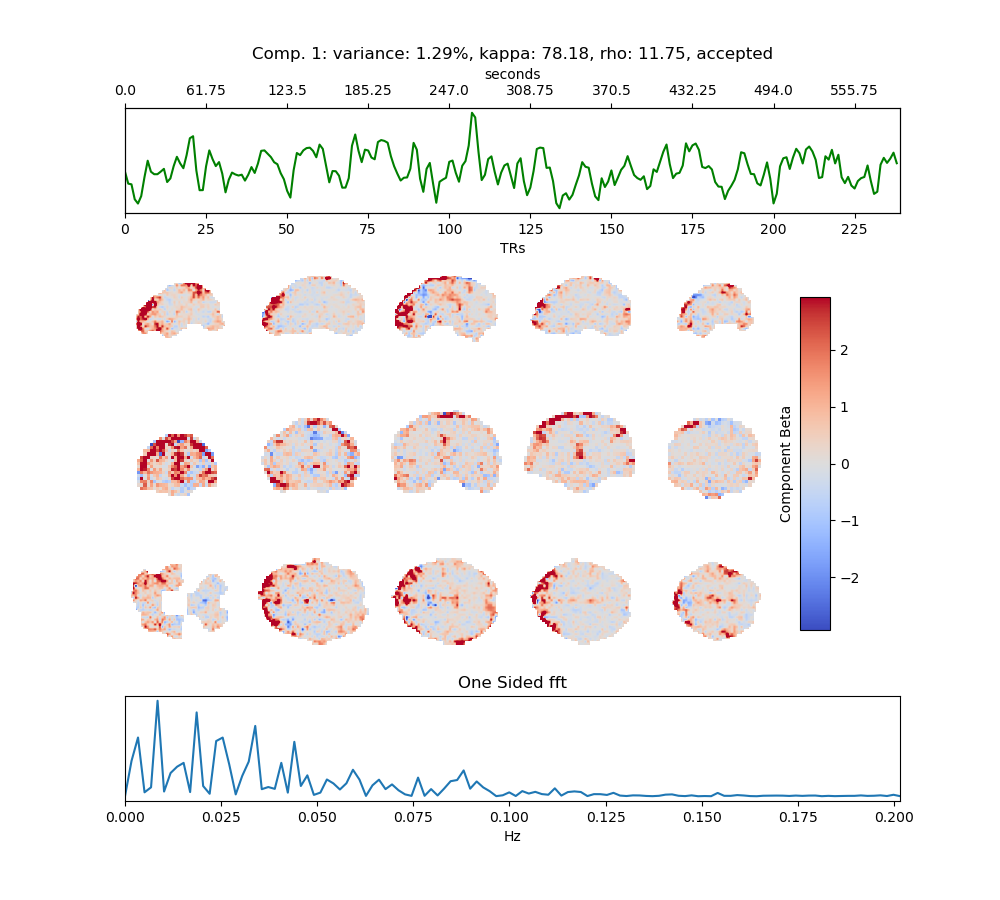 Comp. 1: variance: 1.29%, kappa: 78.18, rho: 11.75, accepted
seconds
0.0 61.75 123.5 185.25 247.0 308.75 370.5 432.25 494.0 555.75
0 25 50 75 100 125 150 175 200 225
TRs
2
1
0
−1
−2
Component Beta
One Sided fft
0.000 0.025 0.050 0.075 0.100 0.125 0.150 0.175 0.200
Hz